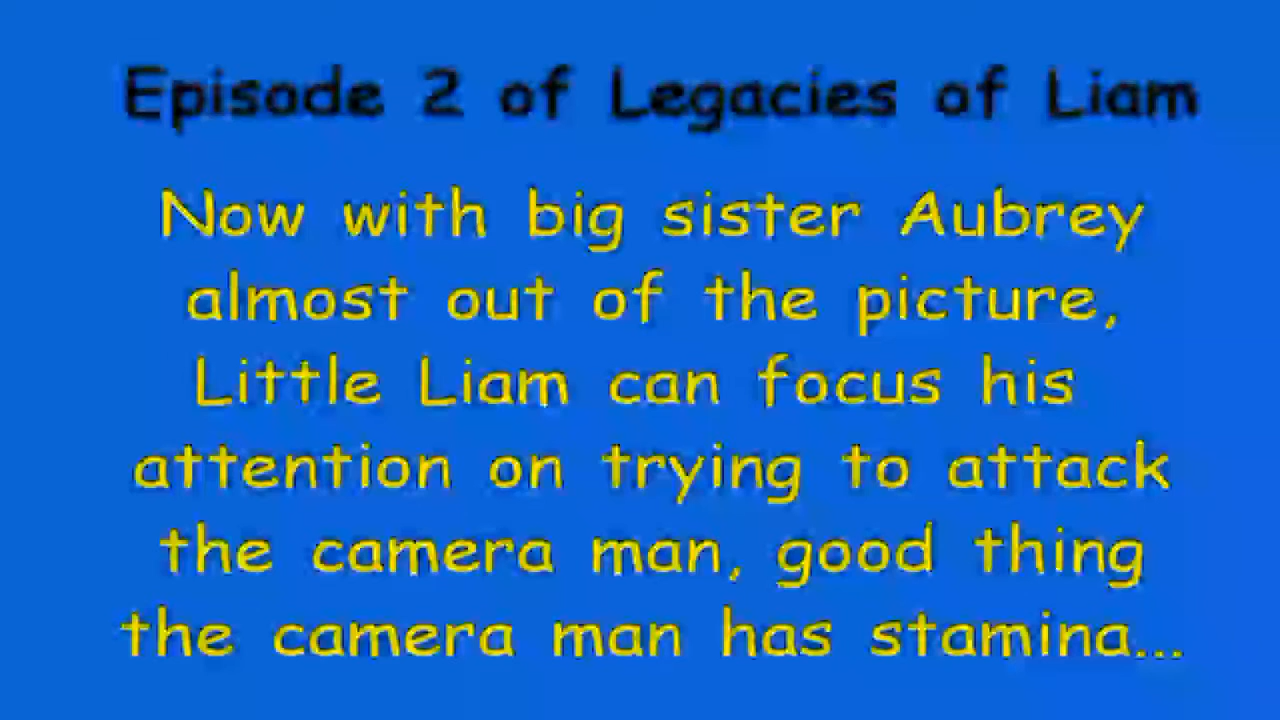 Episode 2 of Legacies of Liam
Now with big sister Aubrey
almost out of the picture,
Little Liam can focus his
attention on trying to attack
the camera man, good thing
the camera man has stamina...